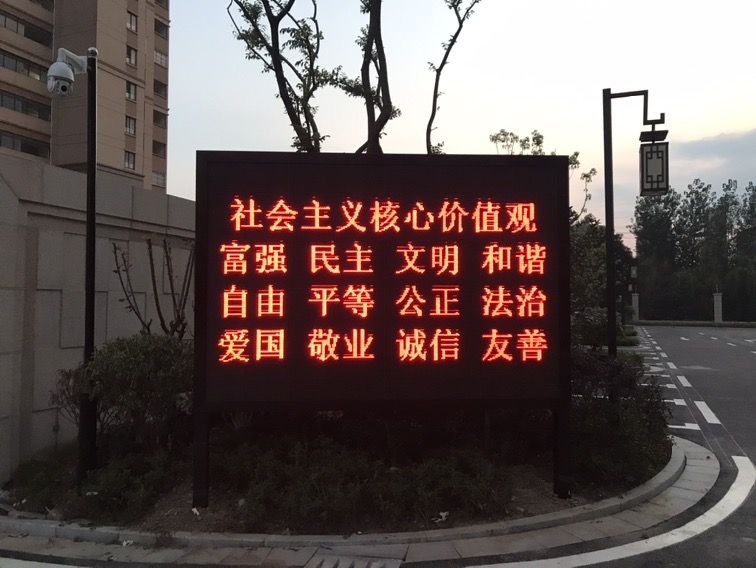 社会主义核心价值观
富强 民主 文明 和谐
自由 平等 公正 法治
爱国 敬业 诚信 友善